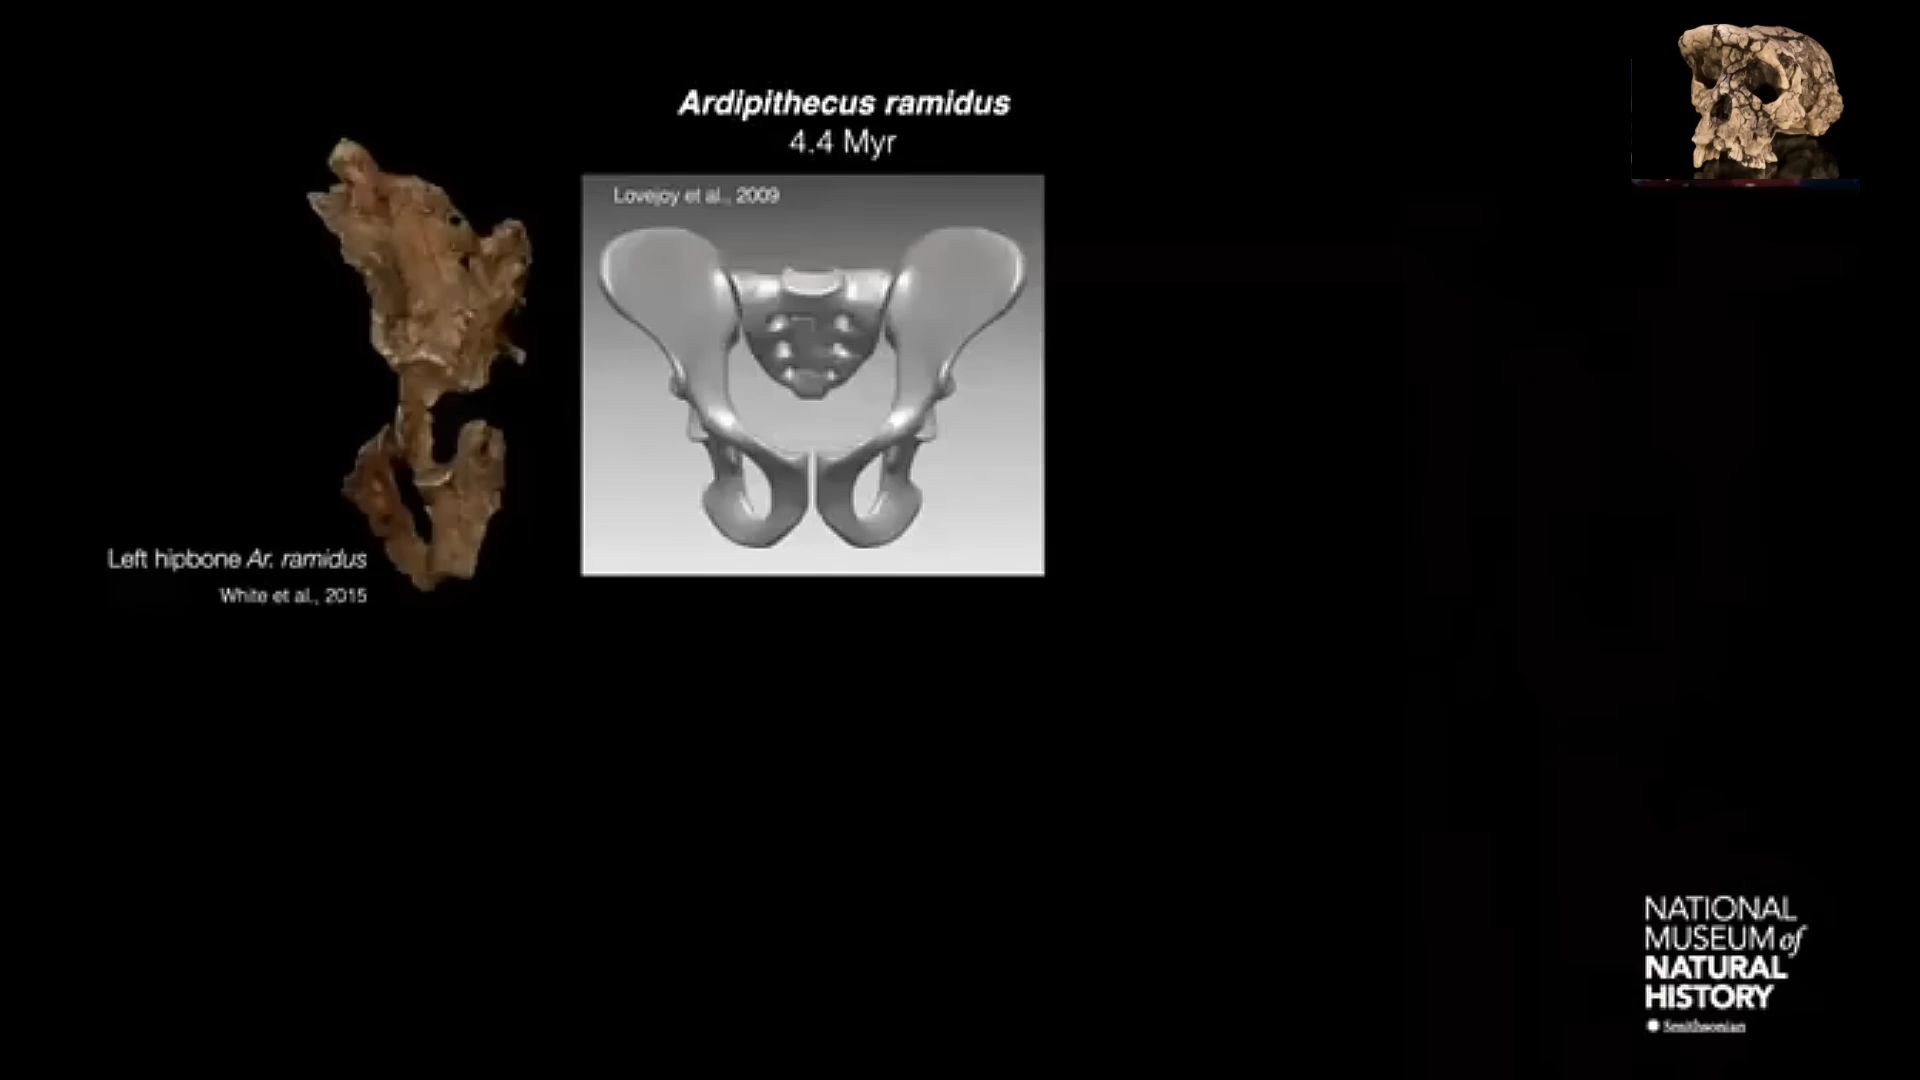 Ardipithecus ramidus
4.4 Myr
Lovejoy et al., 2009
Left hipbone Ar. ramidus
White et al., 2015
NATIONAL
MUSEUM of
NATURAL
HISTORY
Smithsonian